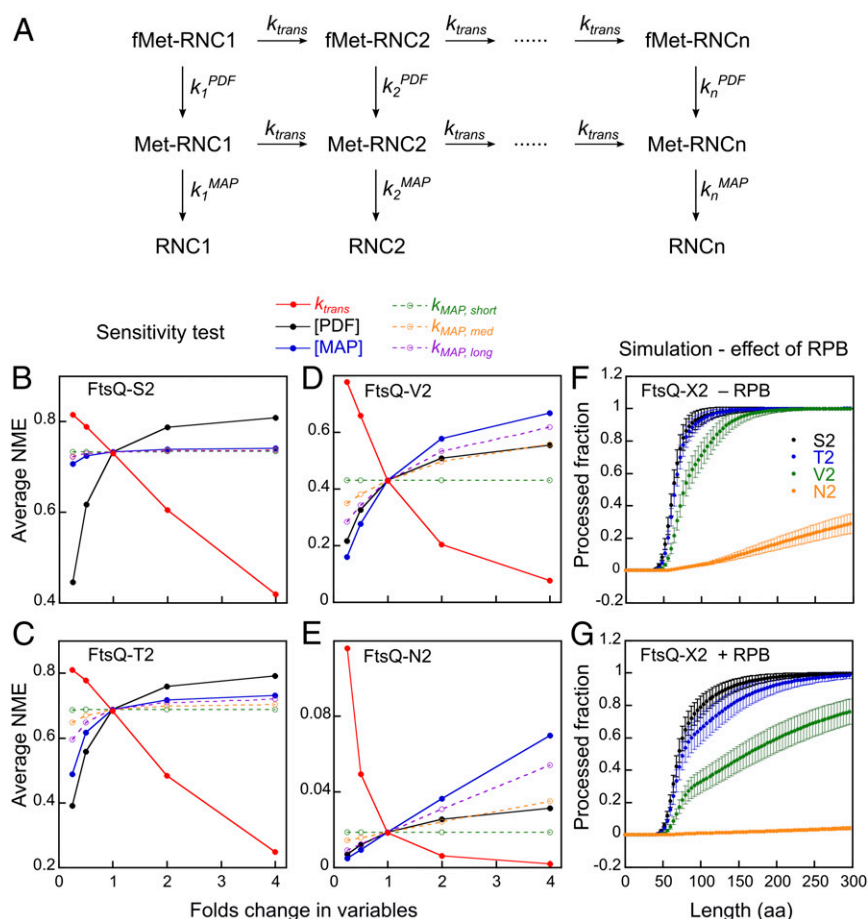 A
fMet-RNC1 k_trans fMet-RNC2 k_trans ...... k_trans fMet-RNCn
k_1^PDF k_2^PDF k_n^PDF
Met-RNC1 k_trans Met-RNC2 k_trans ...... k_trans Met-RNCn
k_1^MAP k_2^MAP k_n^MAP
RNC1 RNC2 RNCn
k_trans k_MAP, short
Sensitivity test [PDF] k_MAP, med Simulation - effect of RPB
[MAP] k_MAP, long
B FtsQ-S2
Average NME
0.8
0.6
0.4
D FtsQ-V2
0.6
0.4
0.2
0
F FtsQ-X2 – RPB
Processed fraction
1.2
1
0.8
0.6
0.4
0.2
0
-0.2
S2
T2
V2
N2
C FtsQ-T2
Average NME
0.8
0.6
0.4
0.2
0 1 2 3 4
E FtsQ-N2
0.08
0.04
0
0 1 2 3 4
Folds change in variables
G FtsQ-X2 + RPB
Processed fraction
1.2
1
0.8
0.6
0.4
0.2
0
-0.2
0 50 100 150 200 250 300
Length (aa)